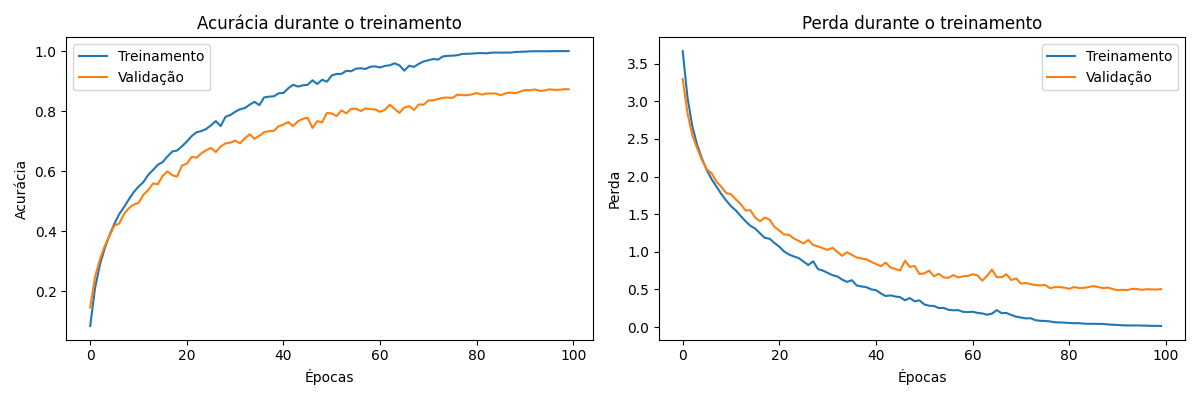 Acurácia durante o treinamento
Treinamento
Validação
1.0
0.8
0.6
0.4
0.2
Acurácia
0
20
40
60
80
100
Épocas
Perda durante o treinamento
Treinamento
Validação
3.5
3.0
2.5
2.0
1.5
1.0
0.5
0.0
Perda
0
20
40
60
80
100
Épocas